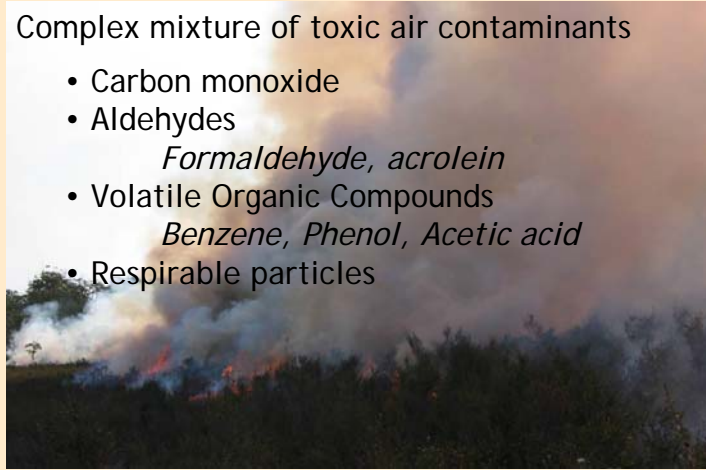 Complex mixture of toxic air contaminants
• Carbon monoxide
• Aldehydes
Formaldehyde, acrolein
• Volatile Organic Compounds
Benzene, Phenol, Acetic acid
• Respirable particles